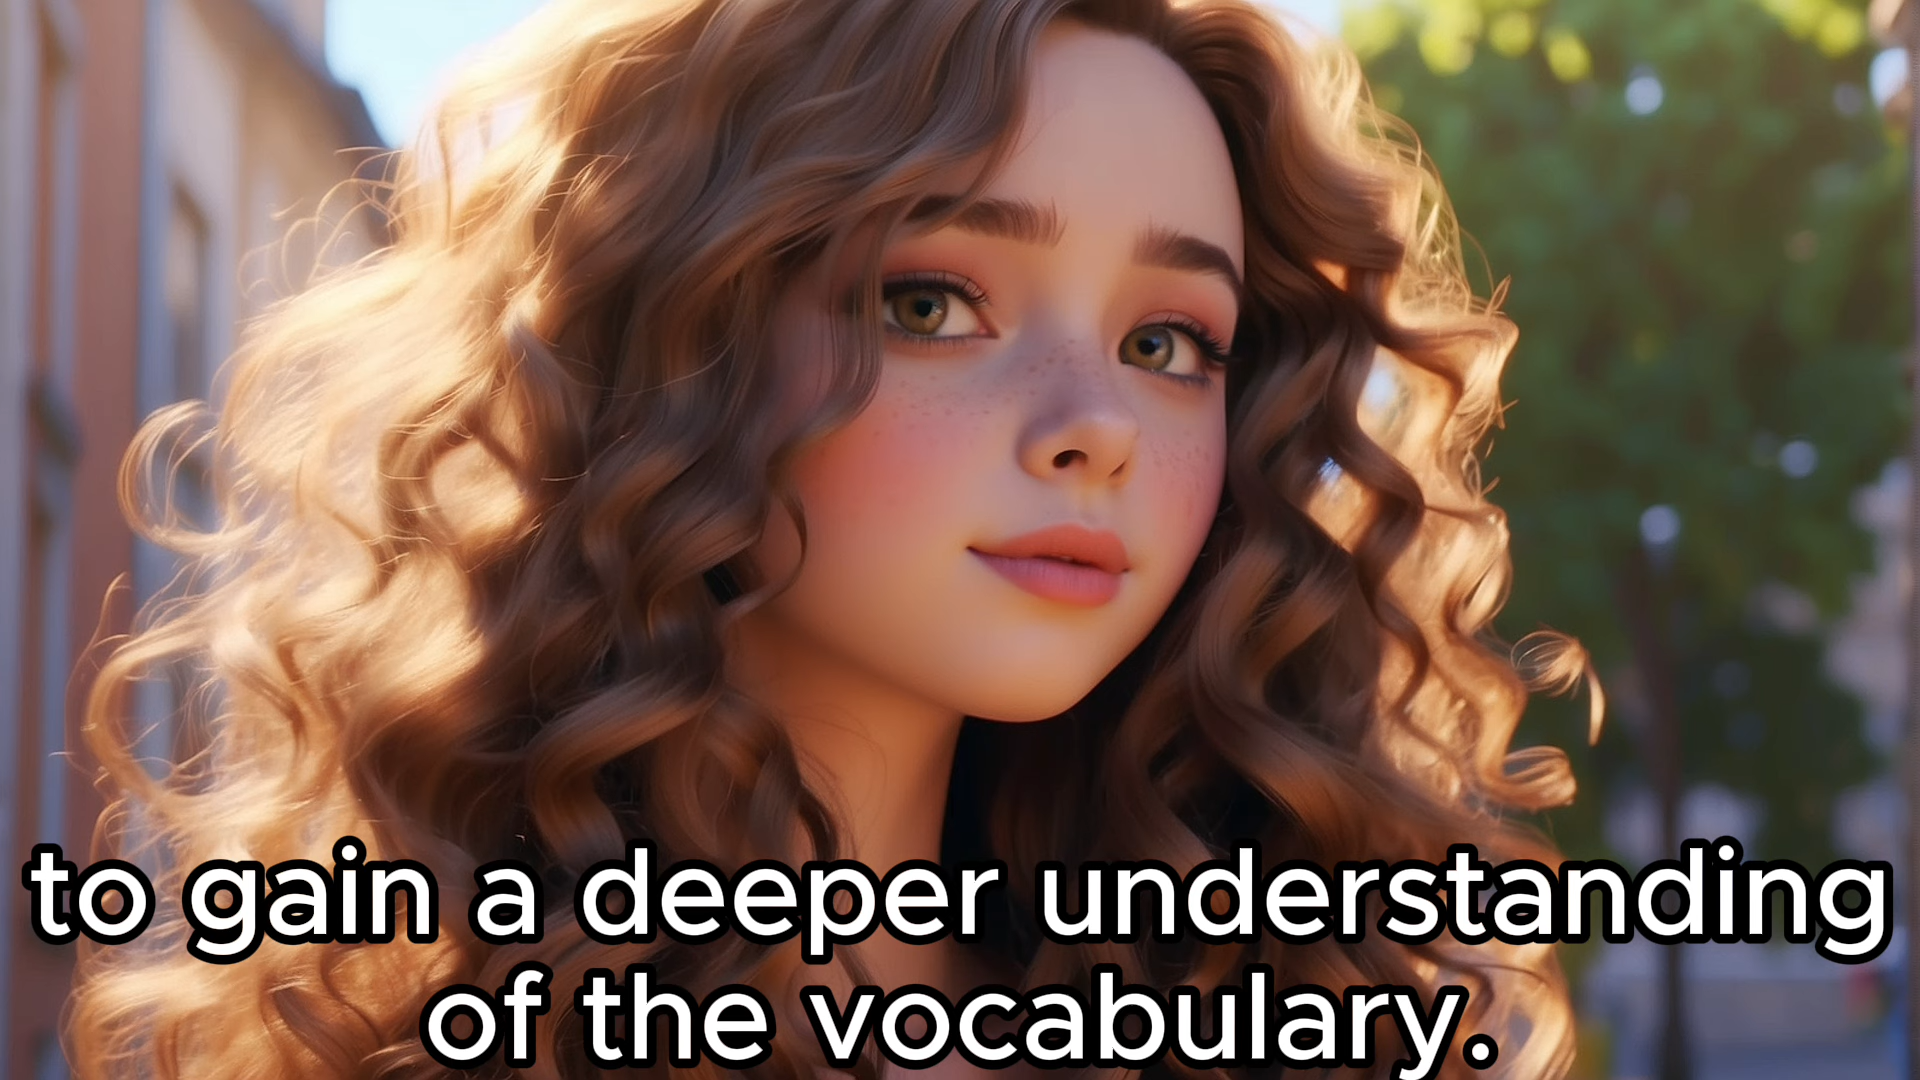 to gain a deeper understanding
of the vocabulary.